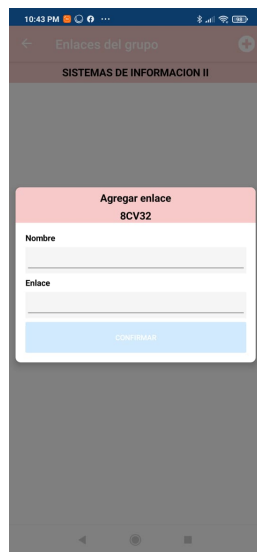 10:43 PM
Enlaces del grupo
SISTEMAS DE INFORMACION II
Agregar enlace
8CV32
Nombre
Enlace
CONFIRMAR